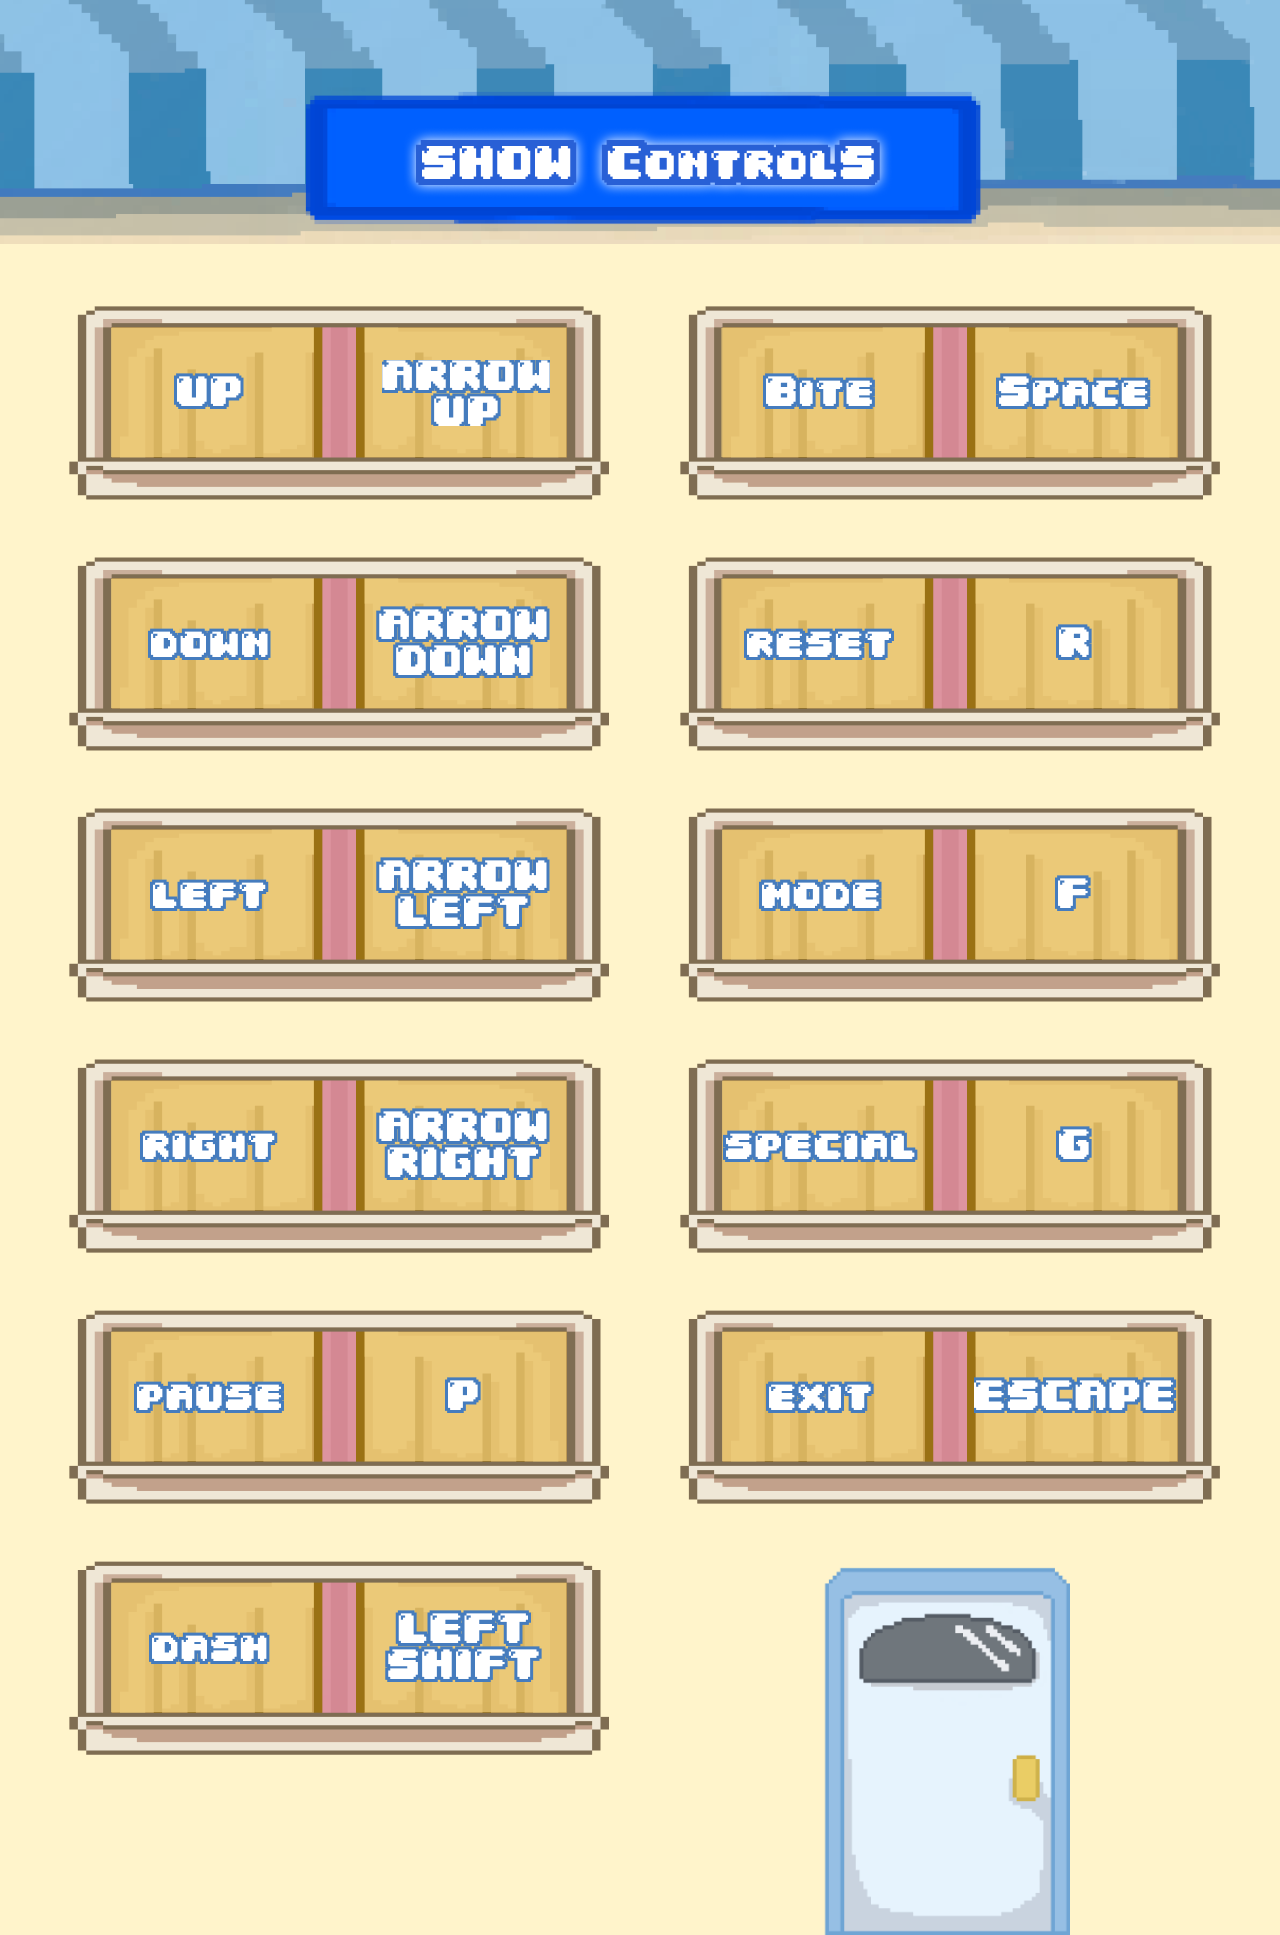 SHOW CONTROLS
UP
ARROW
UP
BITE
SPACE
DOWN
ARROW
DOWN
RESET
R
LEFT
ARROW
LEFT
MODE
F
RIGHT
ARROW
RIGHT
SPECIAL
G
PAUSE
P
EXIT
ESCAPE
DASH
LEFT
SHIFT